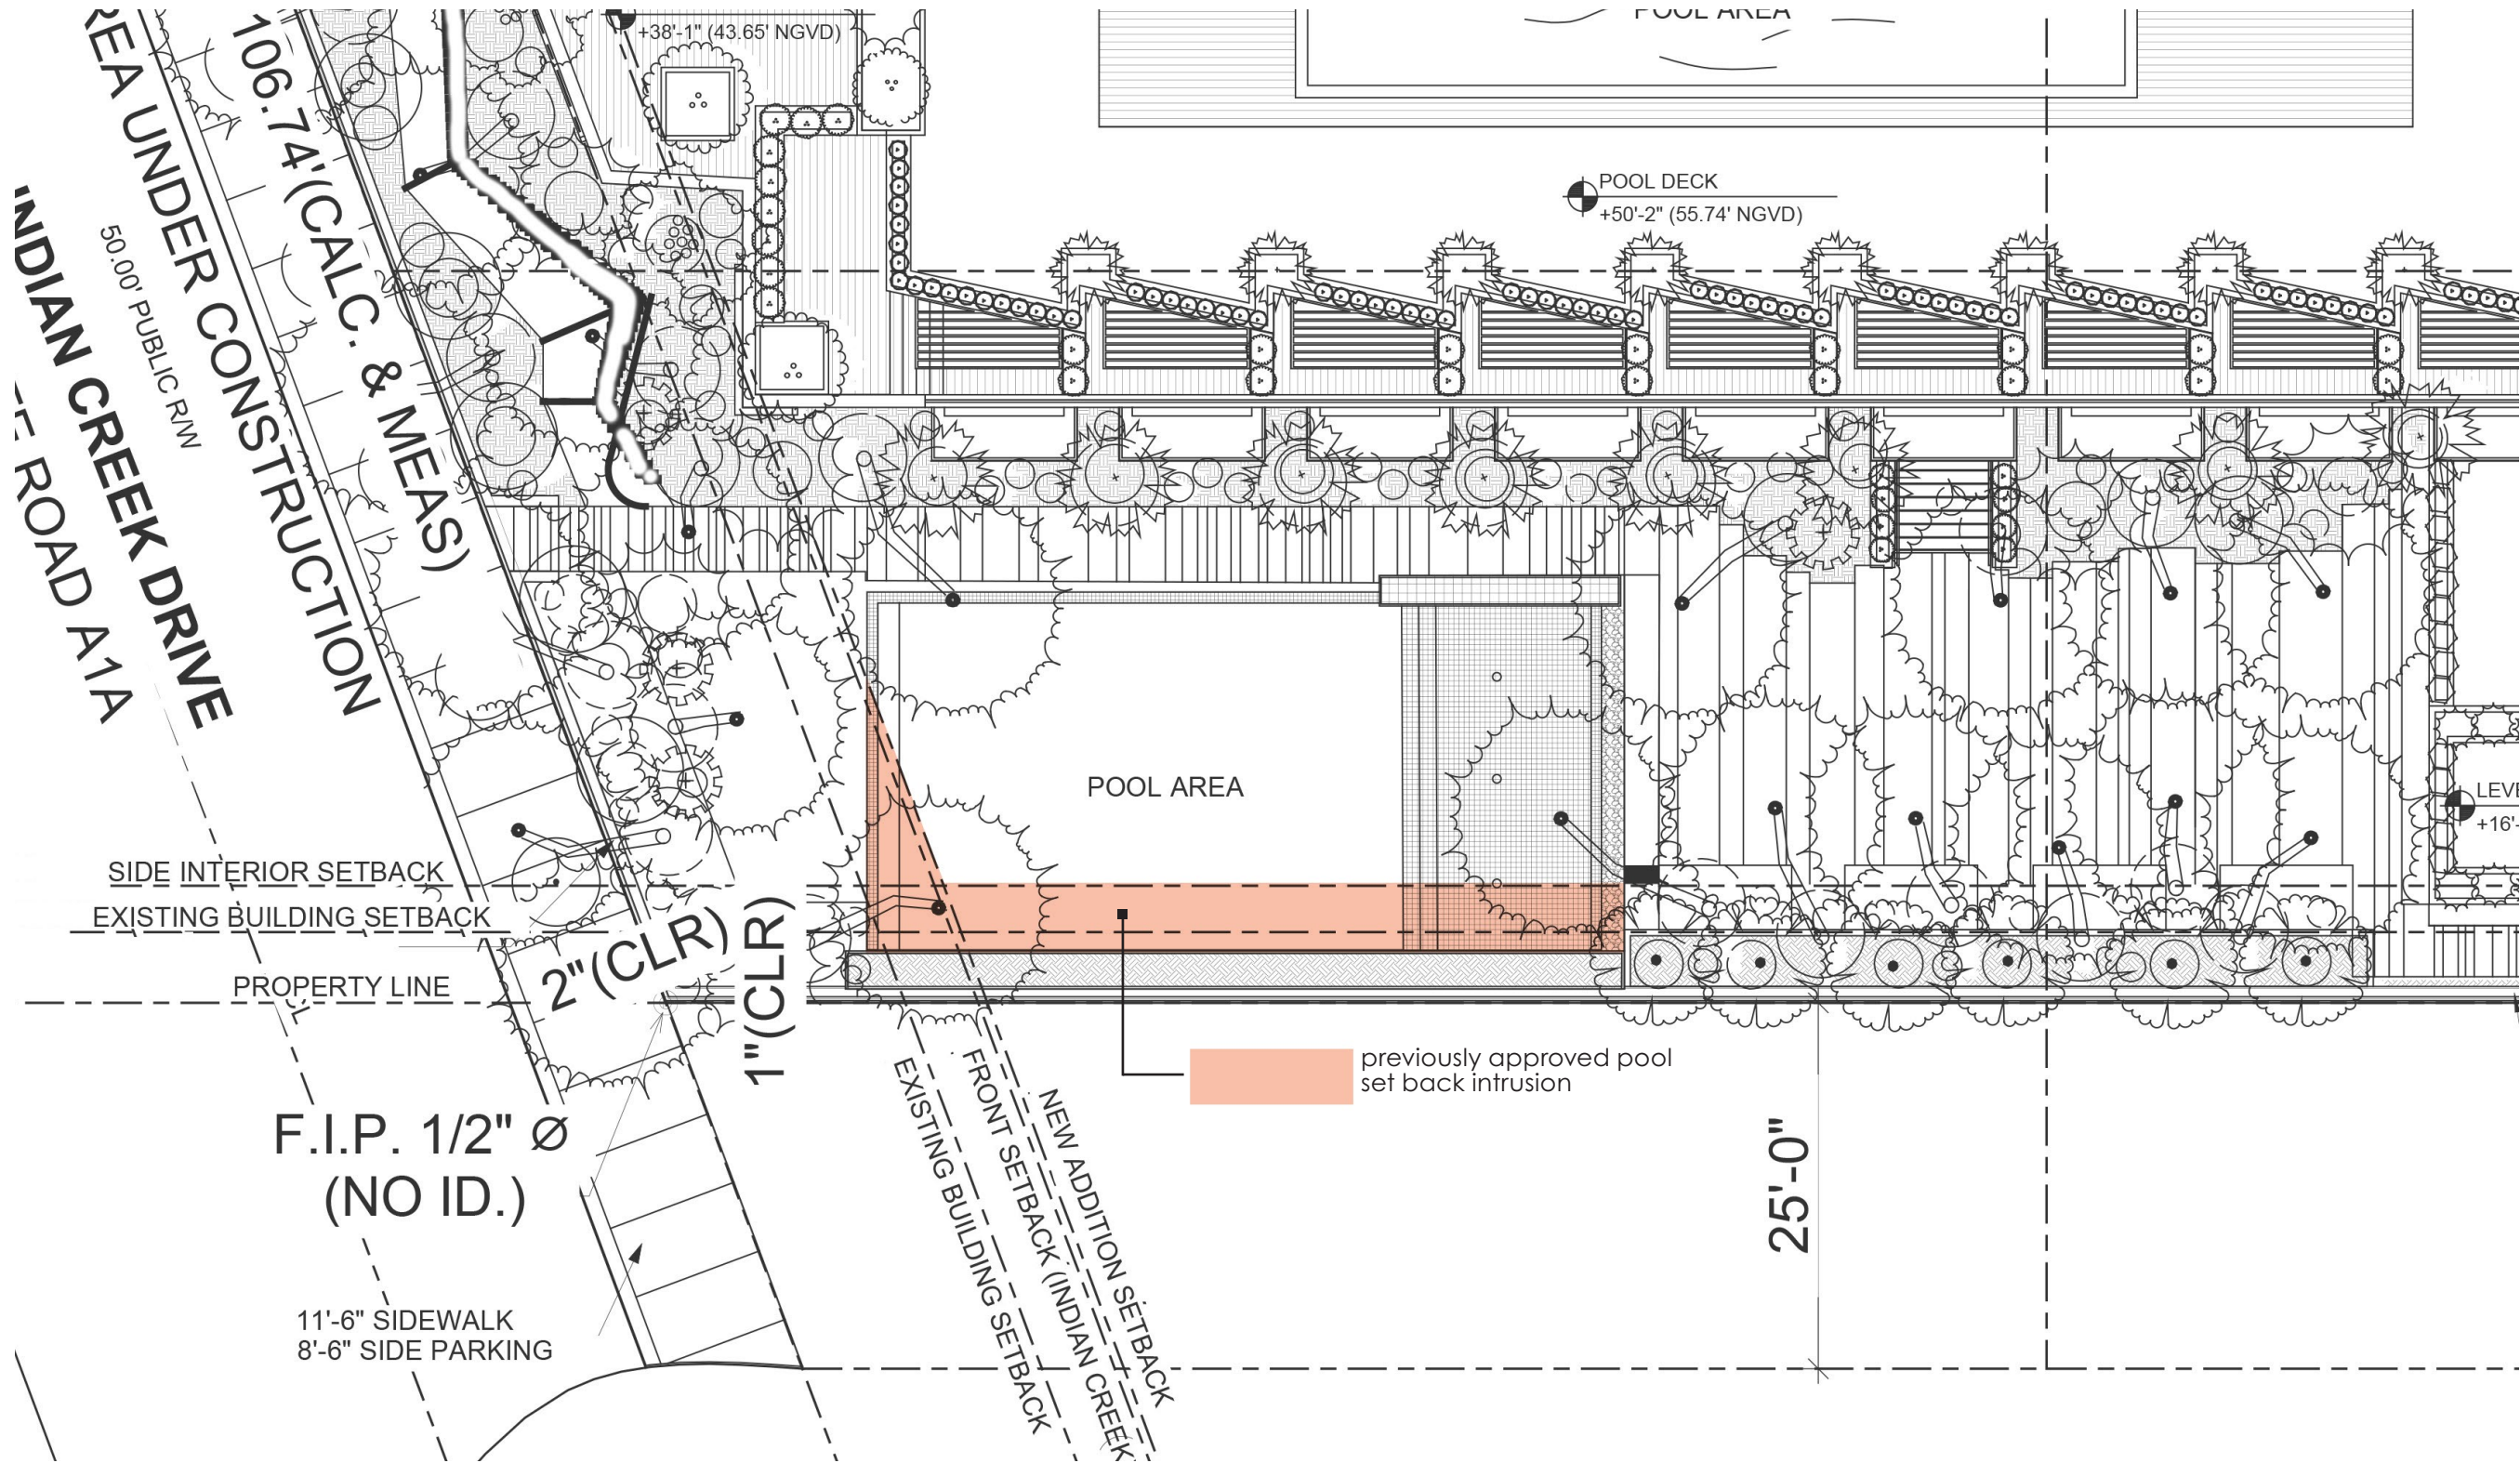 POOL AREA
+38'-1" (43.65' NGVD)
POOL DECK
+50'-2" (55.74' NGVD)
106.74'(CALC. & MEAS)
UNDER CONSTRUCTION
50.00' PUBLIC R/W
INDIAN CREEK DRIVE
ROAD A1A
POOL AREA
SIDE INTERIOR SETBACK
EXISTING BUILDING SETBACK
PROPERTY LINE
2"(CLR)
1"(CLR)
previously approved pool
set back intrusion
EXISTING BUILDING SETBACK
FRONT SETBACK (INDIAN CREEK
NEW ADDITION SETBACK
F.I.P. 1/2" Ø
(NO ID.)
25'-0"
11'-6" SIDEWALK
8'-6" SIDE PARKING